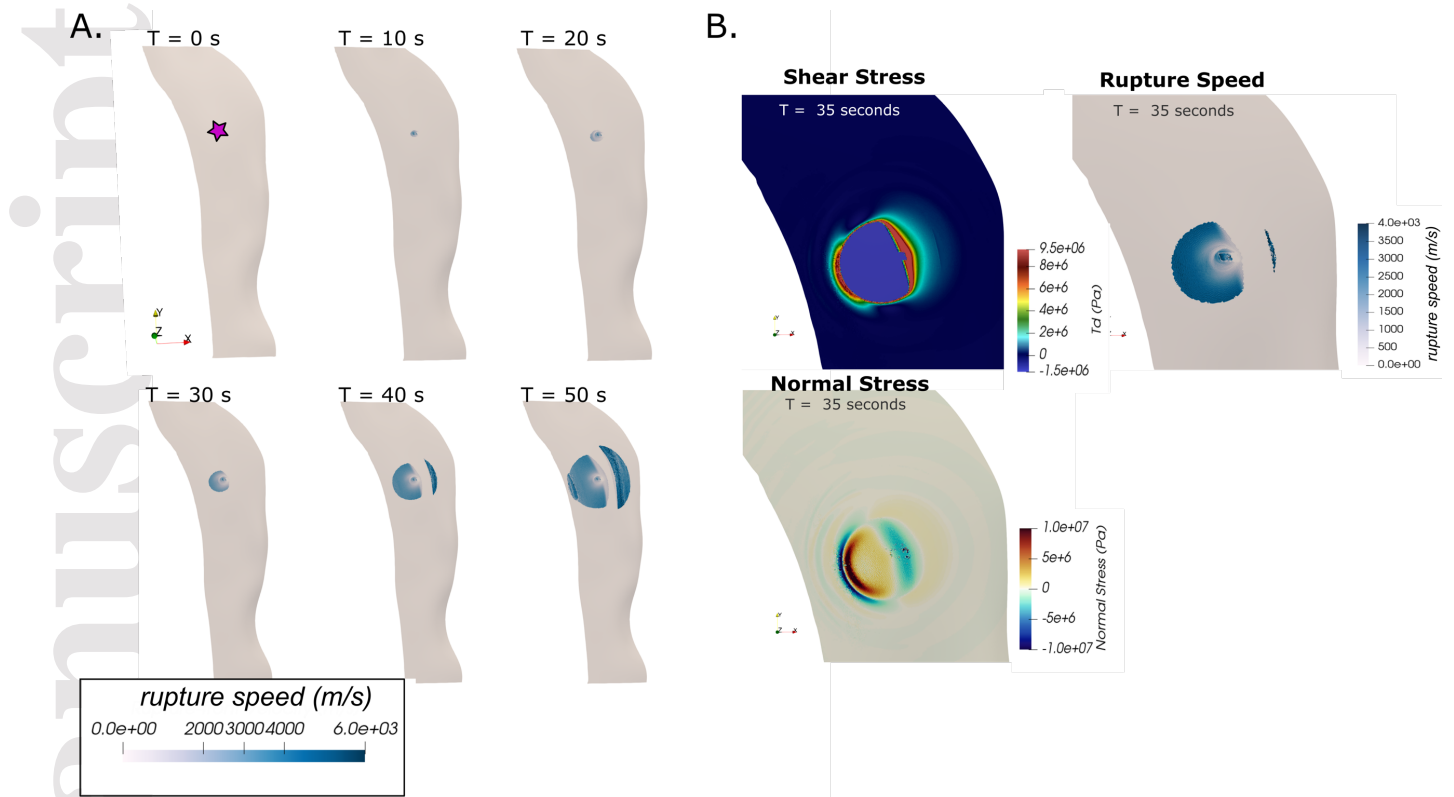 A.
T = 0 s
T = 10 s
T = 20 s
Y
Z
X
T = 30 s
T = 40 s
T = 50 s
rupture speed (m/s)
0.0e+00 2000 3000 4000 6.0e+03
B.
Shear Stress
T = 35 seconds
9.5e+06
8e+6
6e+6
2e+6
0
-1.5e+06
Td (Pa)
Y
Z
X
Rupture Speed
T = 35 seconds
4.0e+03
3500
3000
2500
2000
1500
1000
500
0.0e+00
rupture speed (m/s)
Normal Stress
T = 35 seconds
1.0e+07
5e+6
0
-5e+6
-1.0e+07
Normal Stress (Pa)
Y
Z
X
anuscript